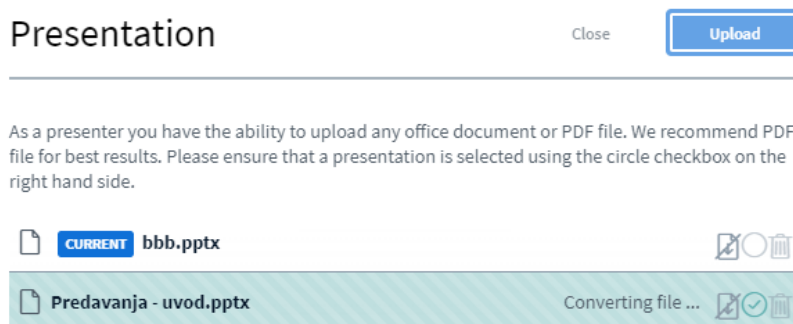 Presentation
Close
Upload
As a presenter you have the ability to upload any office document or PDF file. We recommend PDF
file for best results. Please ensure that a presentation is selected using the circle checkbox on the
right hand side.
CURRENT bbb.pptx
Predavanja - uvod.pptx Converting file ...